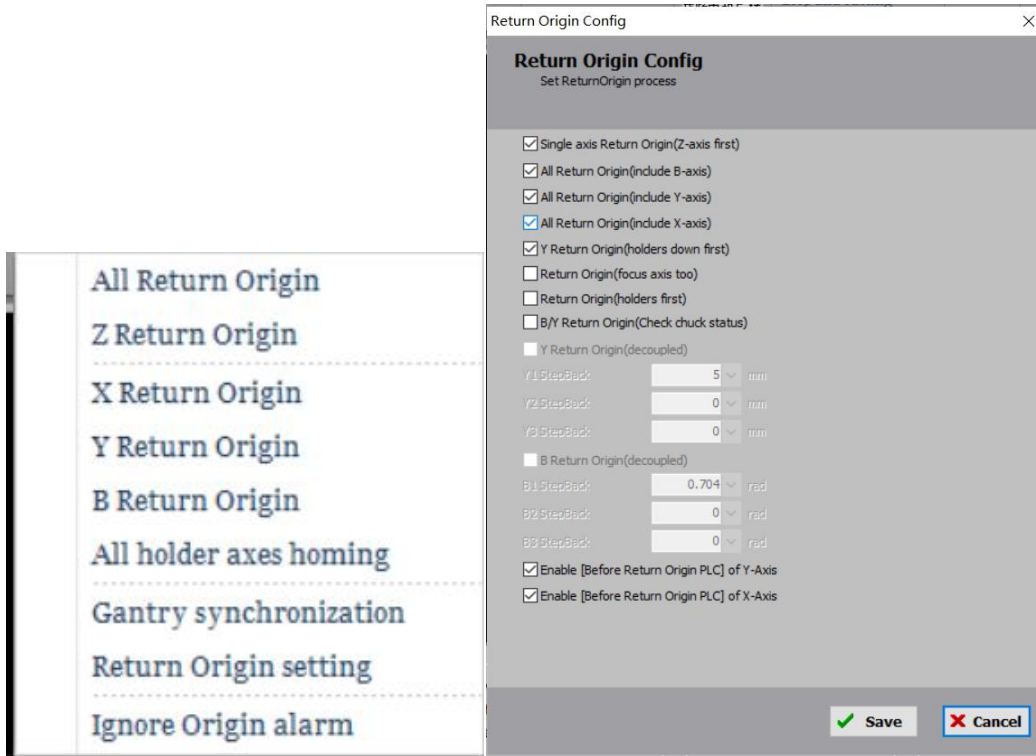 All Return Origin
Z Return Origin
X Return Origin
Y Return Origin
B Return Origin
All holder axes homing
Gantry synchronization
Return Origin setting
Ignore Origin alarm
Return Origin Config
Return Origin Config
Set ReturnOrigin process
Single axis Return Origin(Z-axis first)
All Return Origin(include B-axis)
All Return Origin(include Y-axis)
All Return Origin(include X-axis)
Y Return Origin(holders down first)
Return Origin(focus axis too)
Return Origin(holders first)
B/Y Return Origin(Check chuck status)
Y Return Origin(decoupled)
Y1 StepBack 5 mm
Y2 StepBack 0 mm
Y3 StepBack 0 mm
B Return Origin(decoupled)
B1 StepBack 0.704 rad
B2 StepBack 0 rad
B3 StepBack 0 rad
Enable [Before Return Origin PLC] of Y-Axis
Enable [Before Return Origin PLC] of X-Axis
Save Cancel